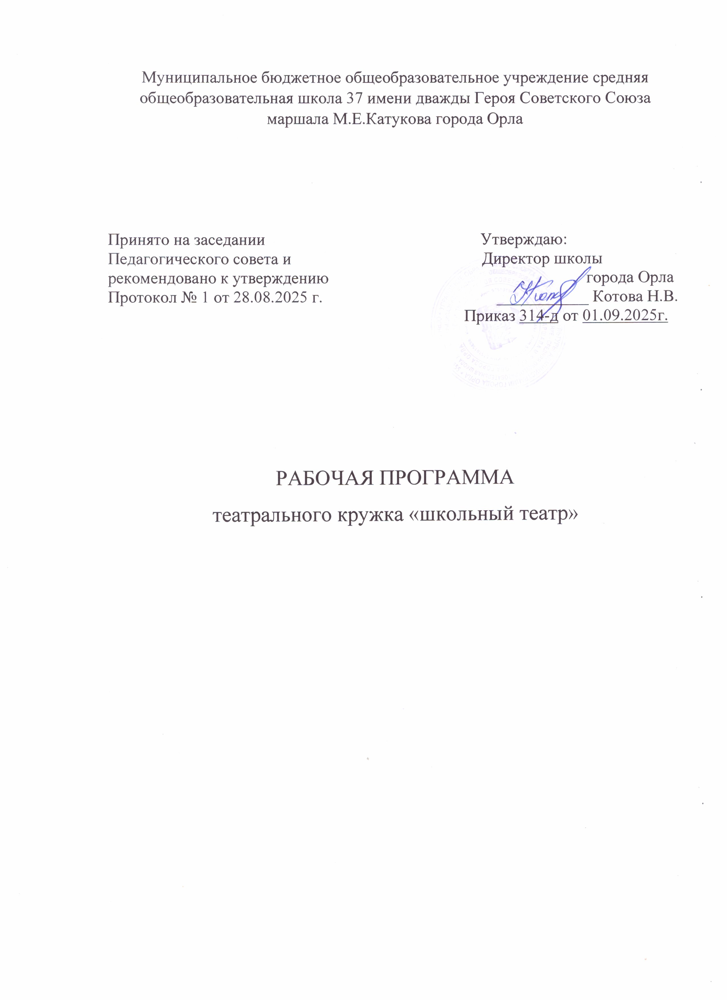 Муниципальное бюджетное общеобразовательное учреждение средняя
общеобразовательная школа 37 имени дважды Героя Советского Союза
маршала М.Е.Катукова города Орла
Принято на заседании
Педагогического совета и
рекомендовано к утверждению
Протокол № 1 от 28.08.2025 г.
Утверждаю:
Директор школы
города Орла
Котова Н.В.
Приказ 314-д от 01.09.2025г.
РАБОЧАЯ ПРОГРАММА
театрального кружка «школьный театр»